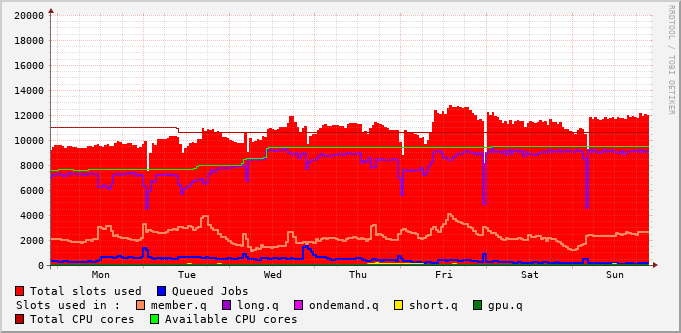 20000
18000
16000
14000
12000
10000
8000
6000
4000
2000
0
Mon Tue Wed Thu Fri Sat Sun
Total slots used Queued Jobs
Slots used in : member.q long.q ondemand.q short.q gpu.q
Total CPU cores Available CPU cores
RRDTOOL / TOBI OETIKER